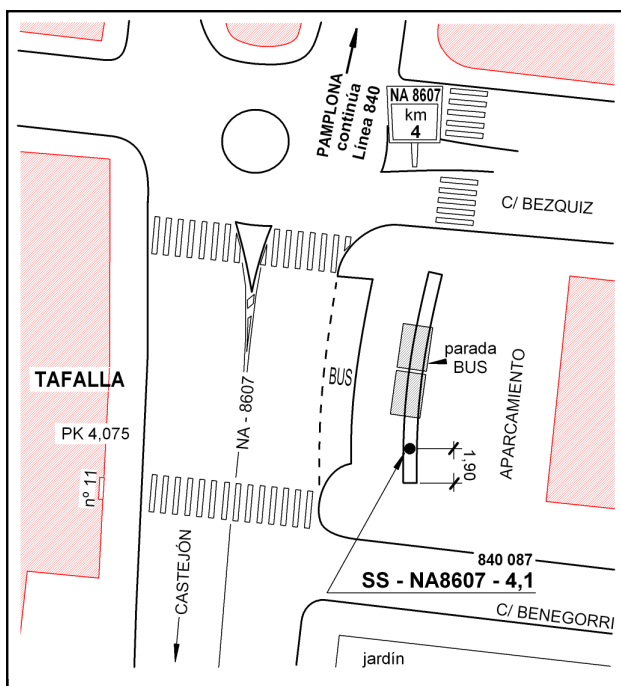 PAMPLONA
continúa
Línea 840
NA 8607
km
4
C/ BEZQUIZ
parada
BUS
BUS
TAFALLA
NA - 8607
APARCAMIENTO
PK 4,075
1,90
nº 11
840 087
SS - NA8607 - 4,1
CASTEJÓN
C/ BENEGORRI
jardín